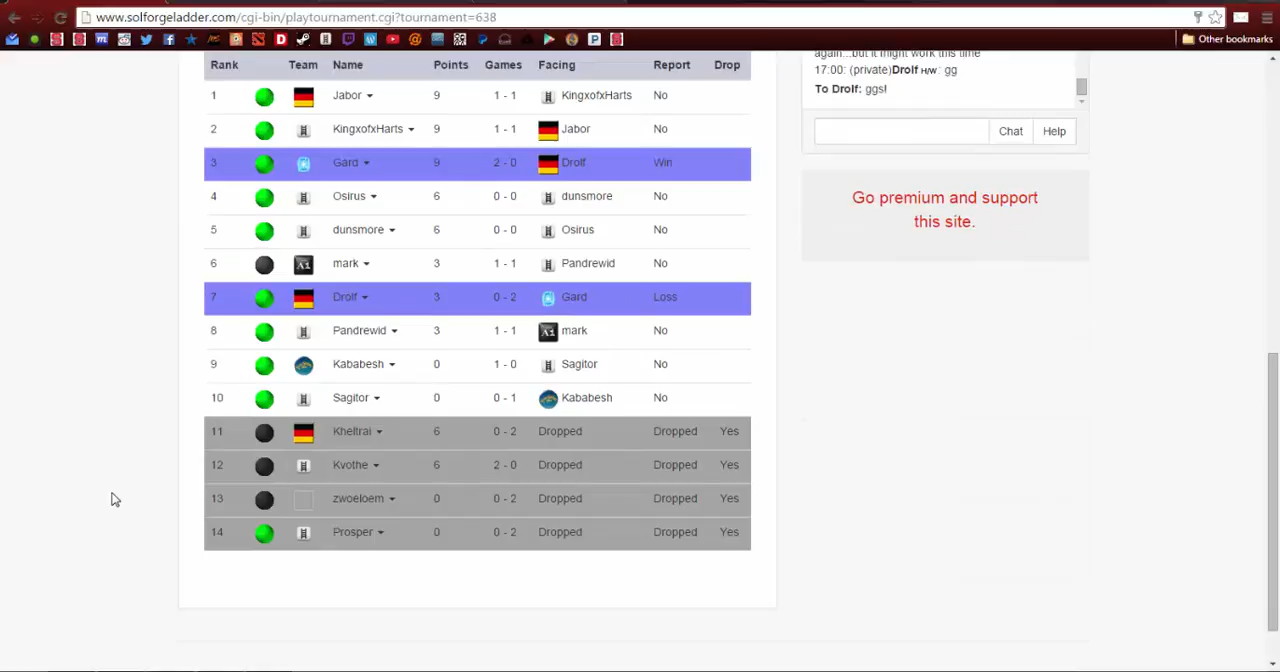 www.solforgeladder.com/cgi-bin/playtournament.cgi?tournament=638
Other bookmarks
Rank Team Name Points Games Facing Report Drop
1 Jabor 9 1 - 1 KingxofxHarts No
2 KingxofxHarts 9 1 - 1 Jabor No
3 Gard 9 2 - 0 Drolf Win
4 Osirus 6 0 - 0 dunsmore No
5 dunsmore 6 0 - 0 Osirus No
6 A1 mark 3 1 - 1 Pandrewid No
7 Drolf 3 0 - 2 Gard Loss
8 Pandrewid 3 1 - 1 A1 mark No
9 Kababesh 0 1 - 0 Sagitor No
10 Sagitor 0 0 - 1 Kababesh No
11 Kheltrai 6 0 - 2 Dropped Dropped Yes
12 Kvothe 6 2 - 0 Dropped Dropped Yes
13 zwoeloem 0 0 - 2 Dropped Dropped Yes
14 Prosper 0 0 - 2 Dropped Dropped Yes
again...but it might work this time
17:00: (private)Drolf H/W: gg
To Drolf: ggs!
Chat Help
Go premium and support
this site.